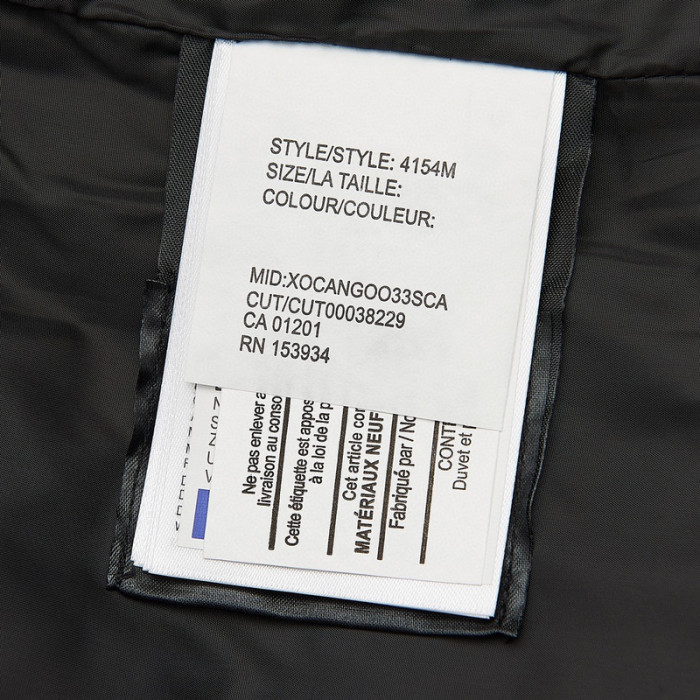 STYLE/STYLE: 4154M
SIZE/LA TAILLE:
COLOUR/COULEUR:
MID:XOCANGOO33SCA
CUT/CUT00038229
CA 01201
RN 153934
Ne pas enlever a
livraison au conso
Cette étiquette est appos
à la loi de la p
Cet article con
MATÉRIAUX NEUF
Fabriqué par / No
CONT
Duvet et